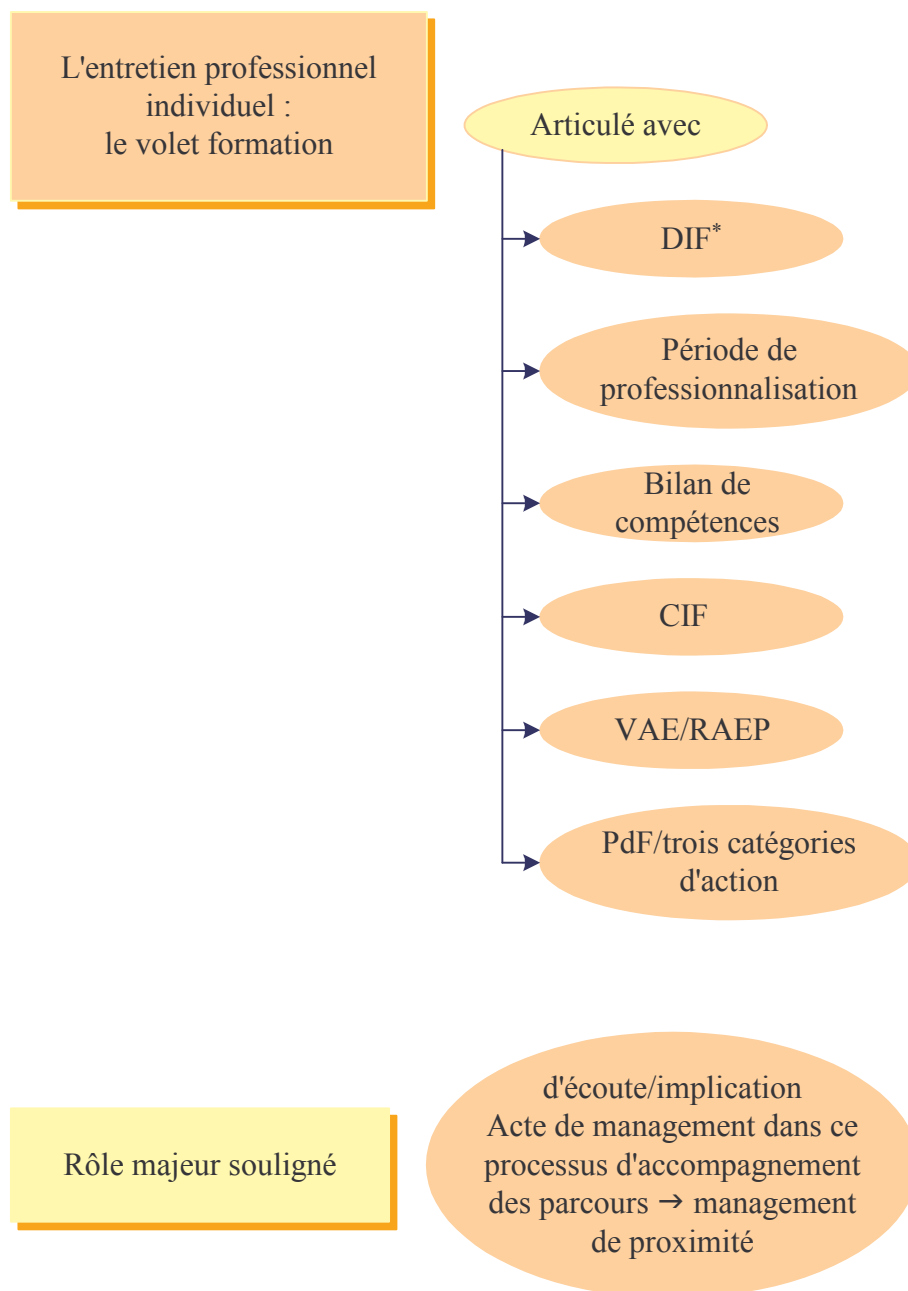 L'entretien professionnel
individuel :
le volet formation
Articulé avec
DIF*
Période de
professionnalisation
Bilan de
compétences
CIF
VAE/RAEP
PdF/trois catégories
d'action
Rôle majeur souligné
d'écoute/implication
Acte de management dans ce
processus d'accompagnement
des parcours → management
de proximité